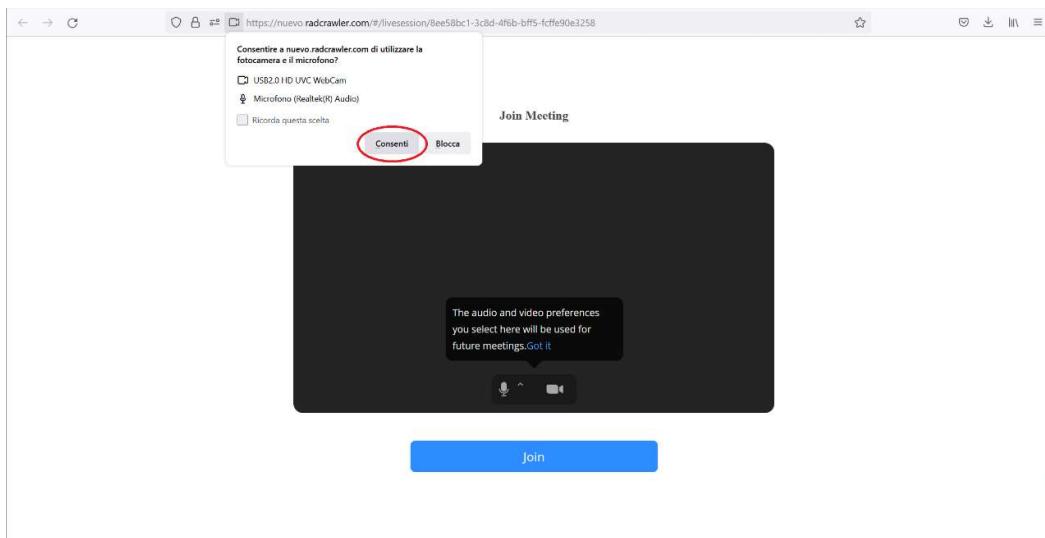 https://nuevo.radcrawler.com/#/livesession/8ee58bc1-3c8d-4f6b-bff5-fcffe90e3258
Consentire a nuevo.radcrawler.com di utilizzare la
fotocamera e il microfono?
USB2.0 HD UVC WebCam
Microfono (Realtek(R) Audio)
Ricorda questa scelta
Consenti Blocca
Join Meeting
The audio and video preferences
you select here will be used for
future meetings.Got it
Join